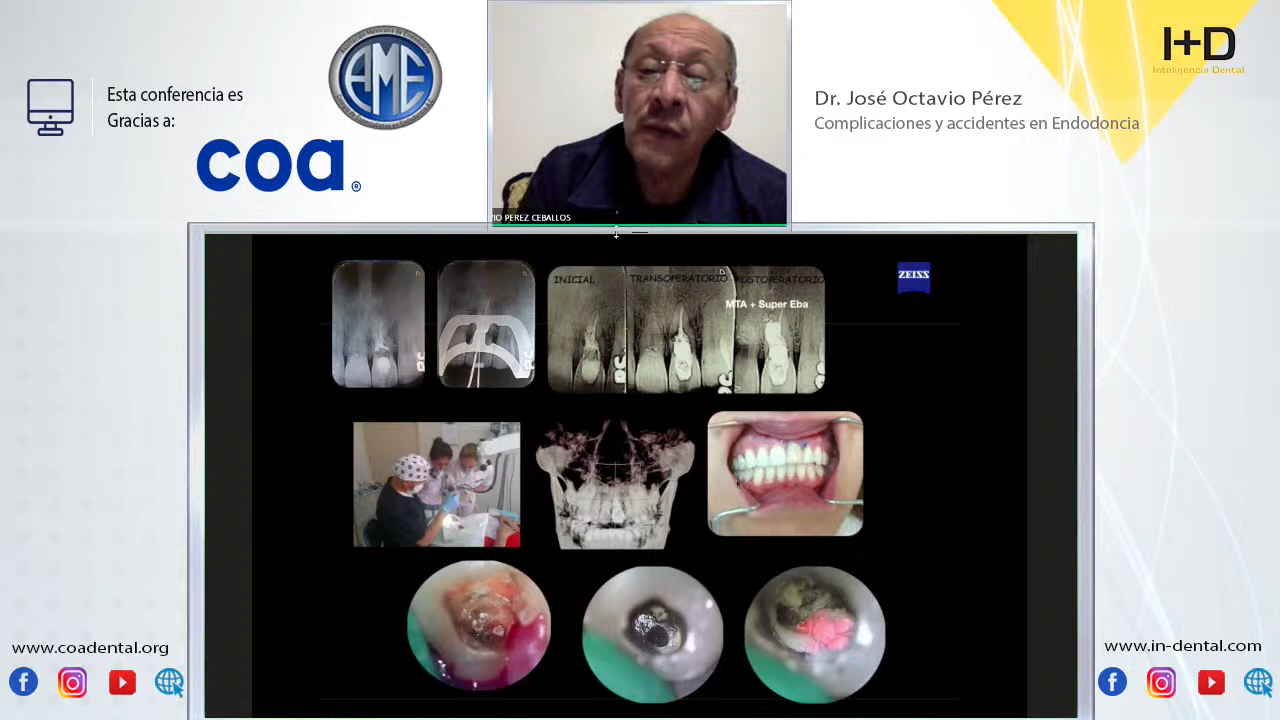 Esta conferencia es
Gracias a:
AME
coa®
I+D
Inteligencia Dental
Dr. José Octavio Pérez
Complicaciones y accidentes en Endodoncia
IO PEREZ CEBALLOS
INICIAL
TRANSOPERATORIO
POSTOPERATORIO
MTA + Super Eba
ZEISS
www.coadental.org
www.in-dental.com